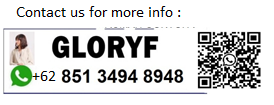 Contact us for more info :
GLORYF
+62 851 3494 8948